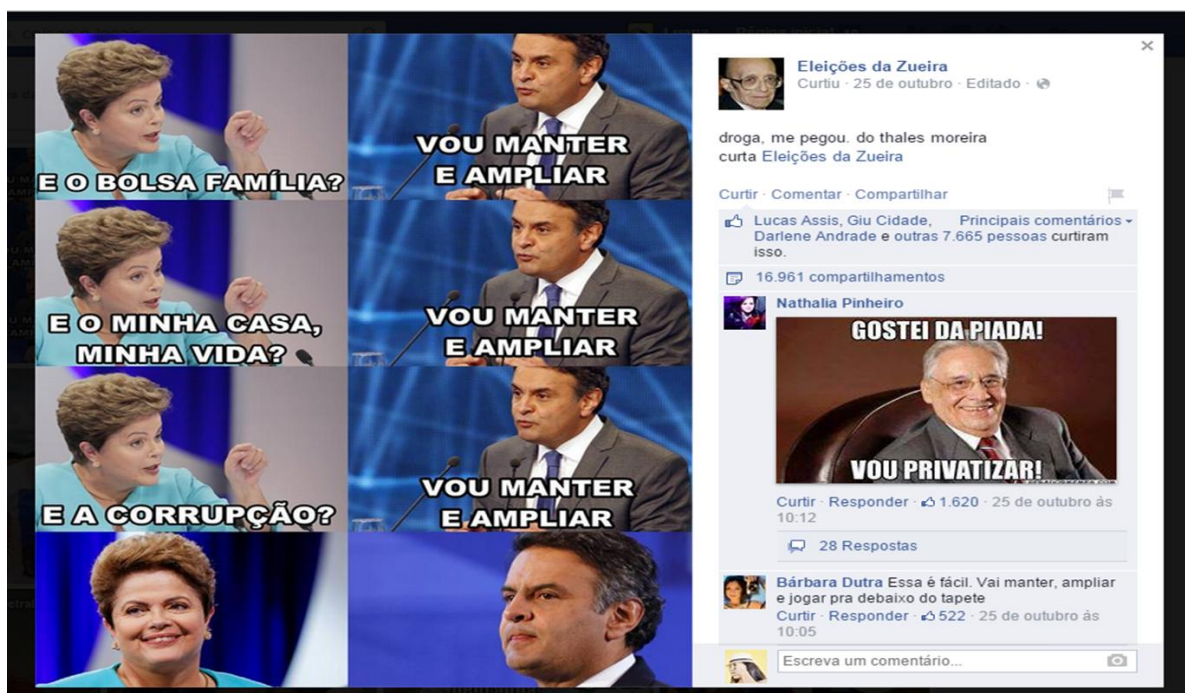 E O BOLSA FAMÍLIA?
VOU MANTER
E AMPLIAR
E O MINHA CASA,
MINHA VIDA?
VOU MANTER
E AMPLIAR
E A CORRUPÇÃO?
VOU MANTER
E AMPLIAR
Eleições da Zueira
Curtiu · 25 de outubro · Editado ·
droga, me pegou. do thales moreira
curta Eleições da Zueira
Curtir · Comentar · Compartilhar
Lucas Assis, Giu Cidade, Principais comentários
Darlene Andrade e outras 7.665 pessoas curtiram
isso.
16.961 compartilhamentos
Nathalia Pinheiro
GOSTEI DA PIADA!
VOU PRIVATIZAR!
Curtir · Responder · 1.620 · 25 de outubro às
10:12
28 Respostas
Bárbara Dutra Essa é fácil. Vai manter, ampliar
e jogar pra debaixo do tapete
Curtir · Responder · 522 · 25 de outubro às
10:05
Escreva um comentário...